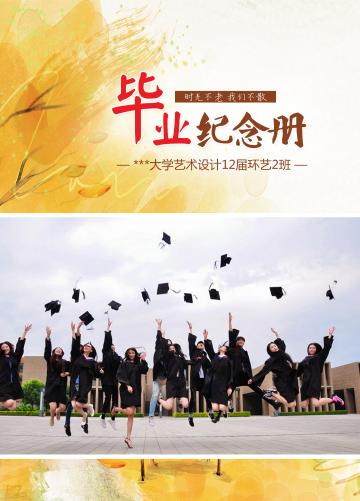 时光不老 我们不散
毕业纪念册
— ***大学艺术设计12届环艺2班 —